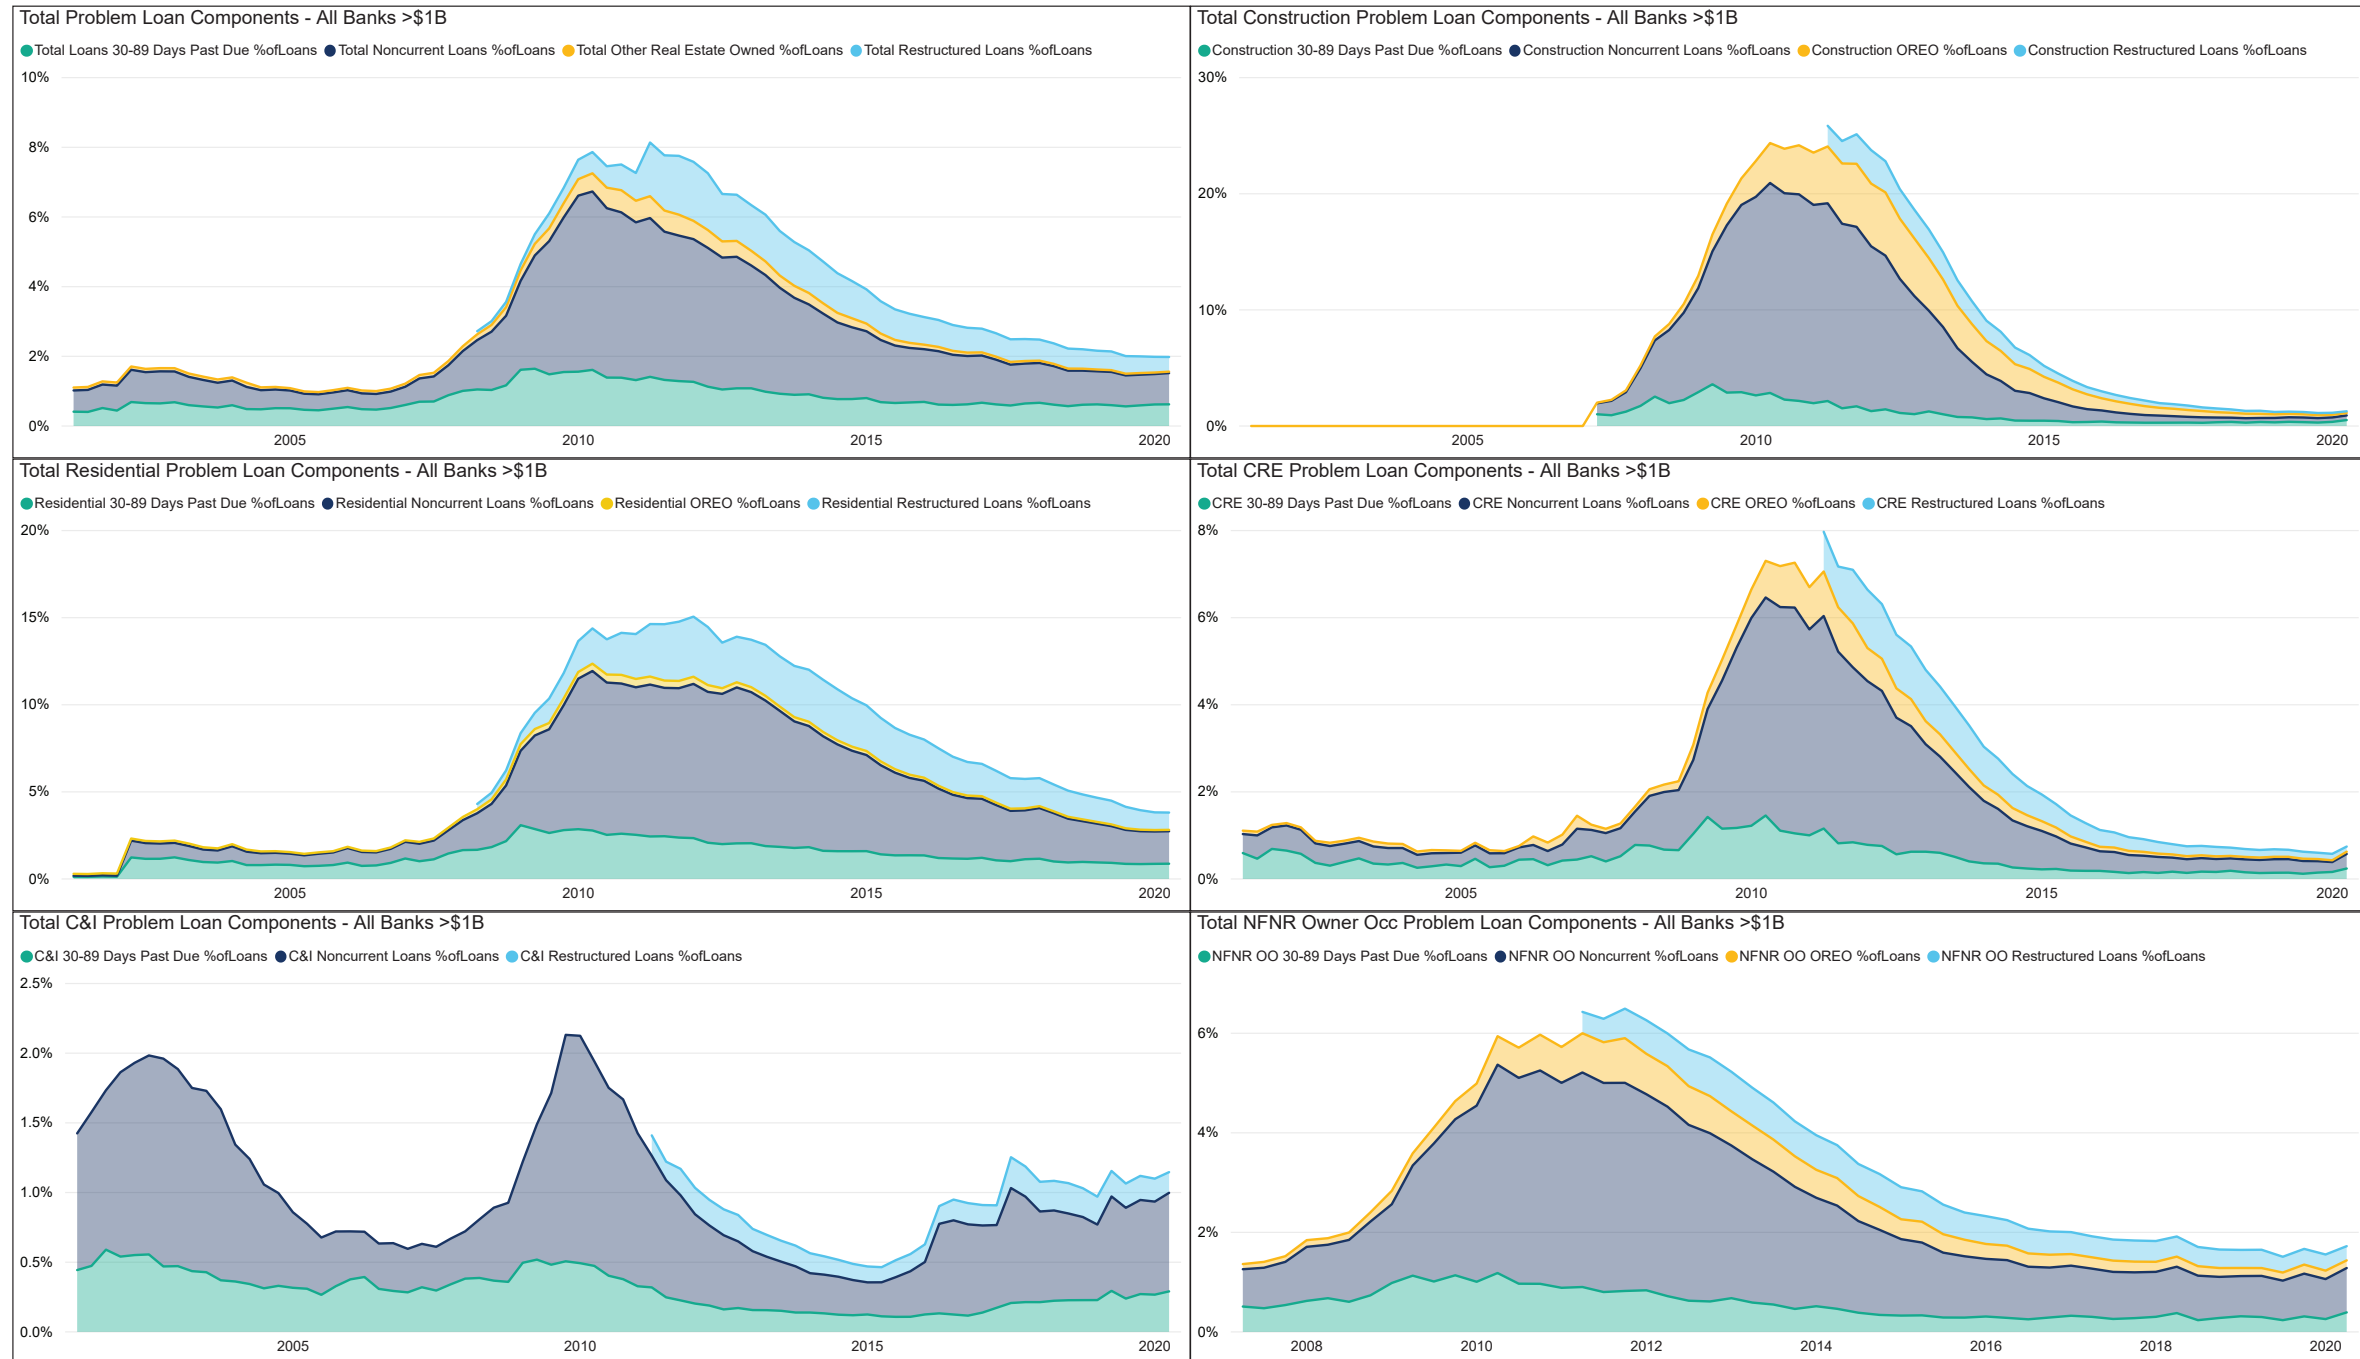 Total Problem Loan Components - All Banks >$1B
Total Loans 30-89 Days Past Due %ofLoans Total Noncurrent Loans %ofLoans Total Other Real Estate Owned %ofLoans Total Restructured Loans %ofLoans
10%
8%
6%
4%
2%
0%
2005 2010 2015 2020
Total Construction Problem Loan Components - All Banks >$1B
Construction 30-89 Days Past Due %ofLoans Construction Noncurrent Loans %ofLoans Construction OREO %ofLoans Construction Restructured Loans %ofLoans
30%
20%
10%
0%
2005 2010 2015 2020
Total Residential Problem Loan Components - All Banks >$1B
Residential 30-89 Days Past Due %ofLoans Residential Noncurrent Loans %ofLoans Residential OREO %ofLoans Residential Restructured Loans %ofLoans
20%
15%
10%
5%
0%
2005 2010 2015 2020
Total CRE Problem Loan Components - All Banks >$1B
CRE 30-89 Days Past Due %ofLoans CRE Noncurrent Loans %ofLoans CRE OREO %ofLoans CRE Restructured Loans %ofLoans
8%
6%
4%
2%
0%
2005 2010 2015 2020
Total C&I Problem Loan Components - All Banks >$1B
C&I 30-89 Days Past Due %ofLoans C&I Noncurrent Loans %ofLoans C&I Restructured Loans %ofLoans
2.5%
2.0%
1.5%
1.0%
0.5%
0.0%
2005 2010 2015 2020
Total NFNR Owner Occ Problem Loan Components - All Banks >$1B
NFNR OO 30-89 Days Past Due %ofLoans NFNR OO Noncurrent %ofLoans NFNR OO OREO %ofLoans NFNR OO Restructured Loans %ofLoans
6%
4%
2%
0%
2008 2010 2012 2014 2016 2018 2020